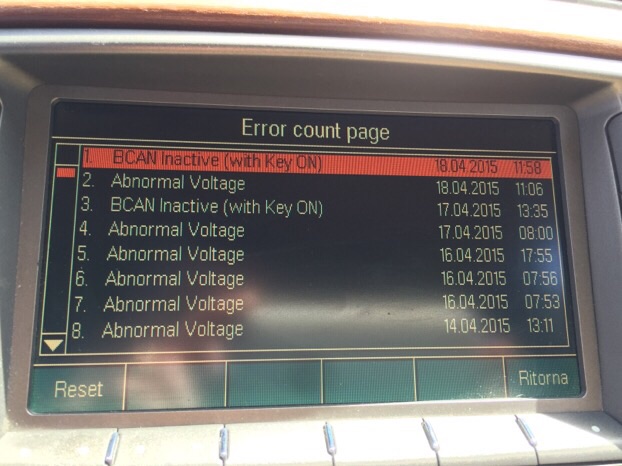 Error count page
1. BCAN Inactive (with Key ON) 18.04.2015 11:58
2. Abnormal Voltage 18.04.2015 11:06
3. BCAN Inactive (with Key ON) 17.04.2015 13:35
4. Abnormal Voltage 17.04.2015 08:00
5. Abnormal Voltage 16.04.2015 17:55
6. Abnormal Voltage 16.04.2015 07:56
7. Abnormal Voltage 16.04.2015 07:53
8. Abnormal Voltage 14.04.2015 13:11
Reset Ritorna